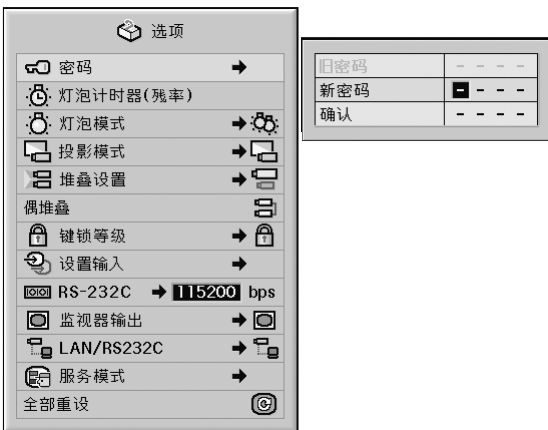 选项
密码
灯泡计时器(残率)
灯泡模式
投影模式
堆叠设置
偶堆叠
键锁等级
设置输入
RS-232C 115200 bps
监视器输出
LAN/RS232C
服务模式
全部重设
旧密码 - - - -
新密码 - - - -
确认 - - - -